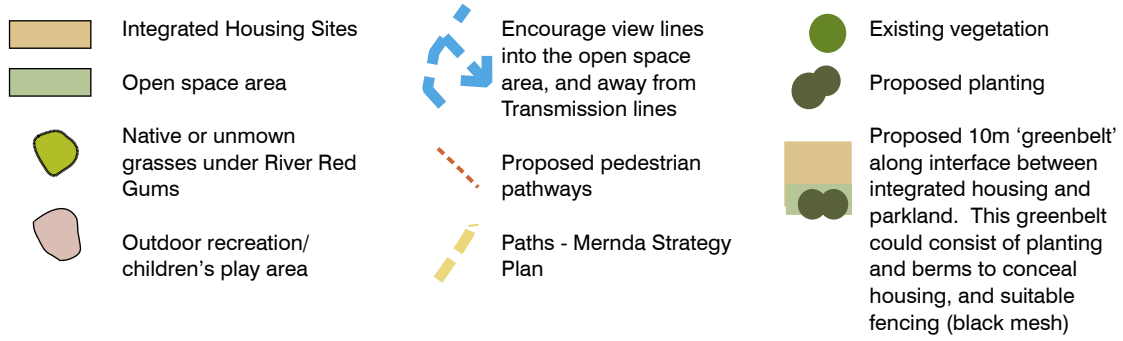 Integrated Housing Sites
Open space area
Native or unmown
grasses under River Red
Gums
Outdoor recreation/
children’s play area
Encourage view lines
into the open space
area, and away from
Transmission lines
Proposed pedestrian
pathways
Paths - Mernda Strategy
Plan
Existing vegetation
Proposed planting
Proposed 10m ‘greenbelt’
along interface between
integrated housing and
parkland.  This greenbelt
could consist of planting
and berms to conceal
housing, and suitable
fencing (black mesh)